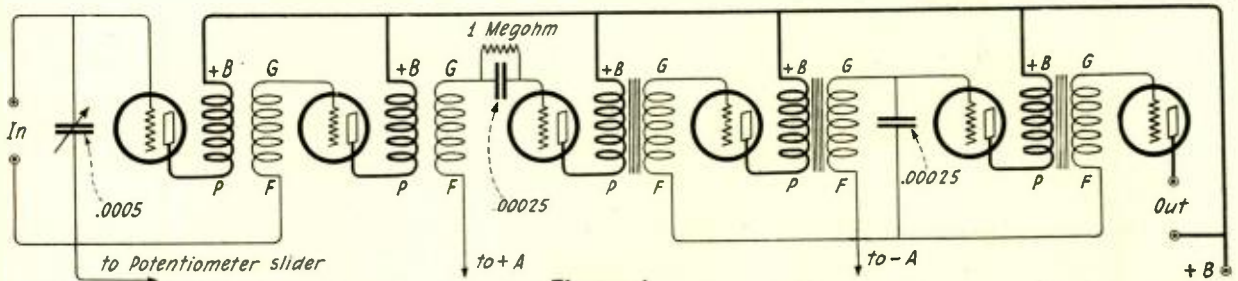 1 Megohm
+B G +B G +B G +B G +B G
In
P F P F P F P F P F
.0005
.00025
.00025
Out
to Potentiometer slider
to + A
to - A
+ B